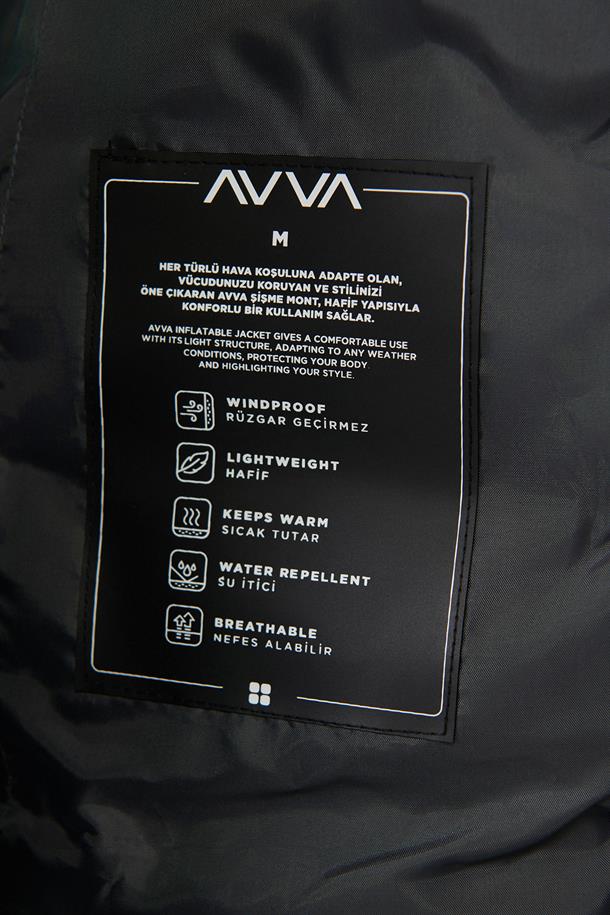 AVVA
M
HER TÜRLÜ HAVA KOŞULUNA ADAPTE OLAN,
VÜCUDUNUZU KORUYAN VE STİLİNİZİ
ÖNE ÇIKARAN AVVA ŞİŞME MONT, HAFİF YAPISIYLA
KONFORLU BİR KULLANIM SAĞLAR.
AVVA INFLATABLE JACKET GIVES A COMFORTABLE USE
WITH ITS LIGHT STRUCTURE, ADAPTING TO ANY WEATHER
CONDITIONS, PROTECTING YOUR BODY
AND HIGHLIGHTING YOUR STYLE.
WINDPROOF
RÜZGAR GEÇİRMEZ
LIGHTWEIGHT
HAFİF
KEEPS WARM
SICAK TUTAR
WATER REPELLENT
SU İTİCİ
BREATHABLE
NEFES ALABİLİR